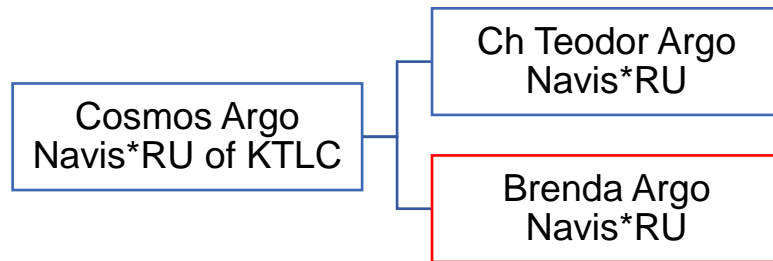 Ch Teodor Argo
Navis*RU
Cosmos Argo
Navis*RU of KTLC
Brenda Argo
Navis*RU